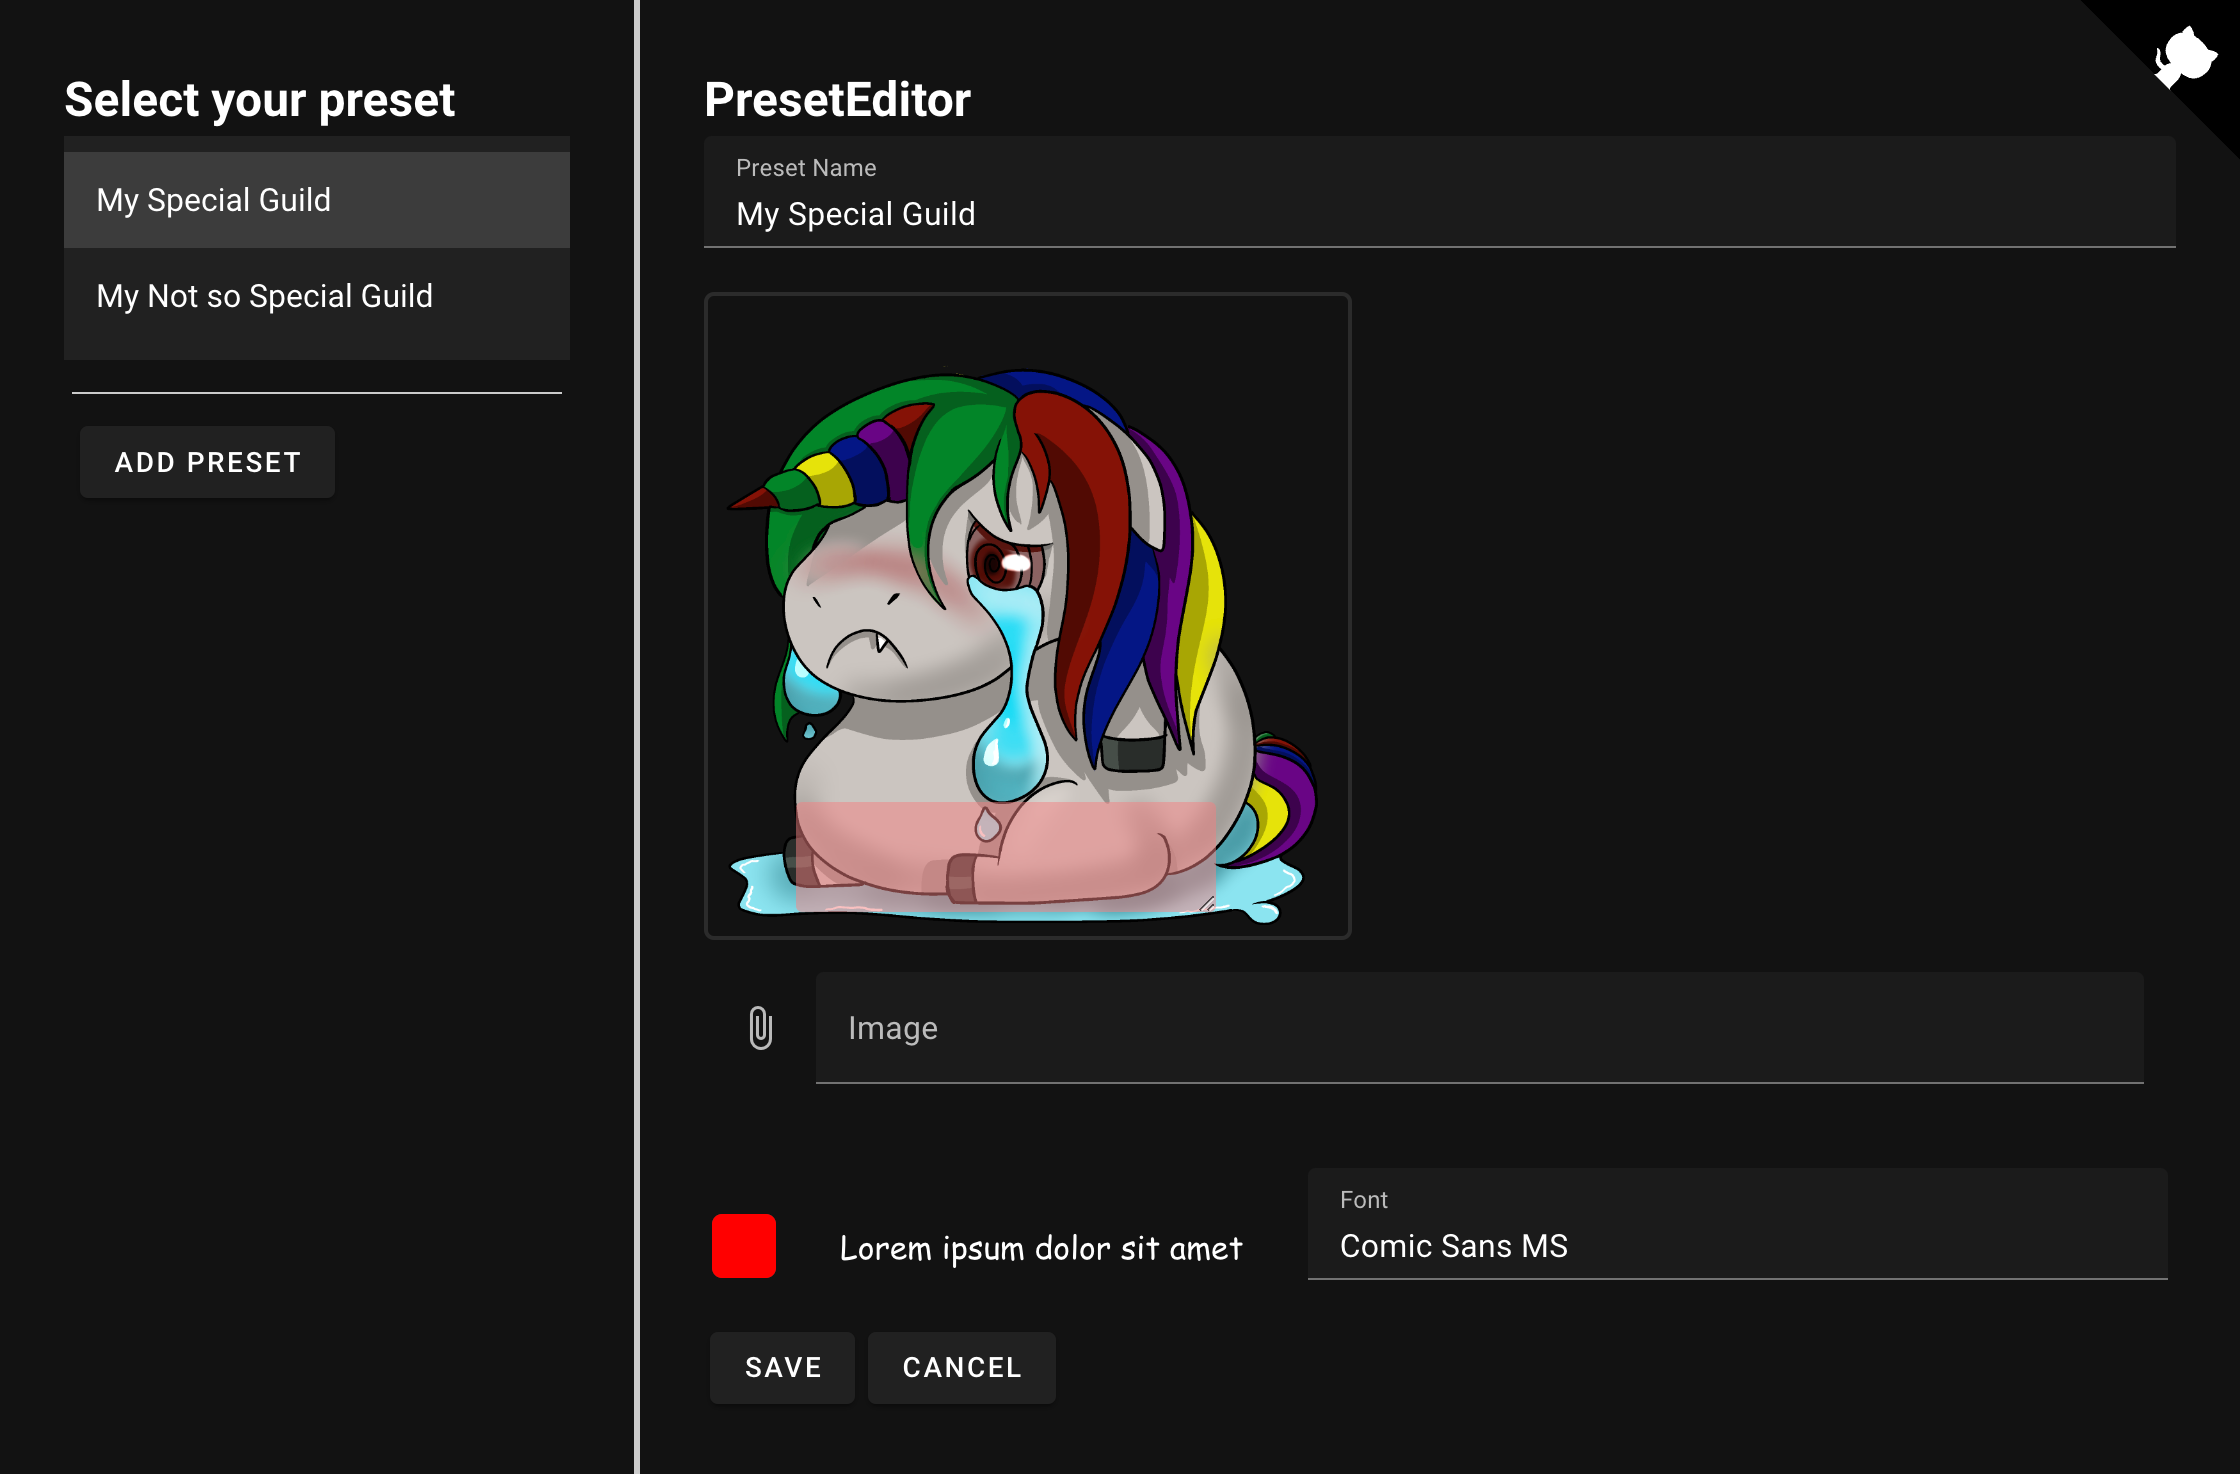 Select your preset
My Special Guild
My Not so Special Guild
ADD PRESET
PresetEditor
Preset Name
My Special Guild
Image
Lorem ipsum dolor sit amet
Font
Comic Sans MS
SAVE
CANCEL